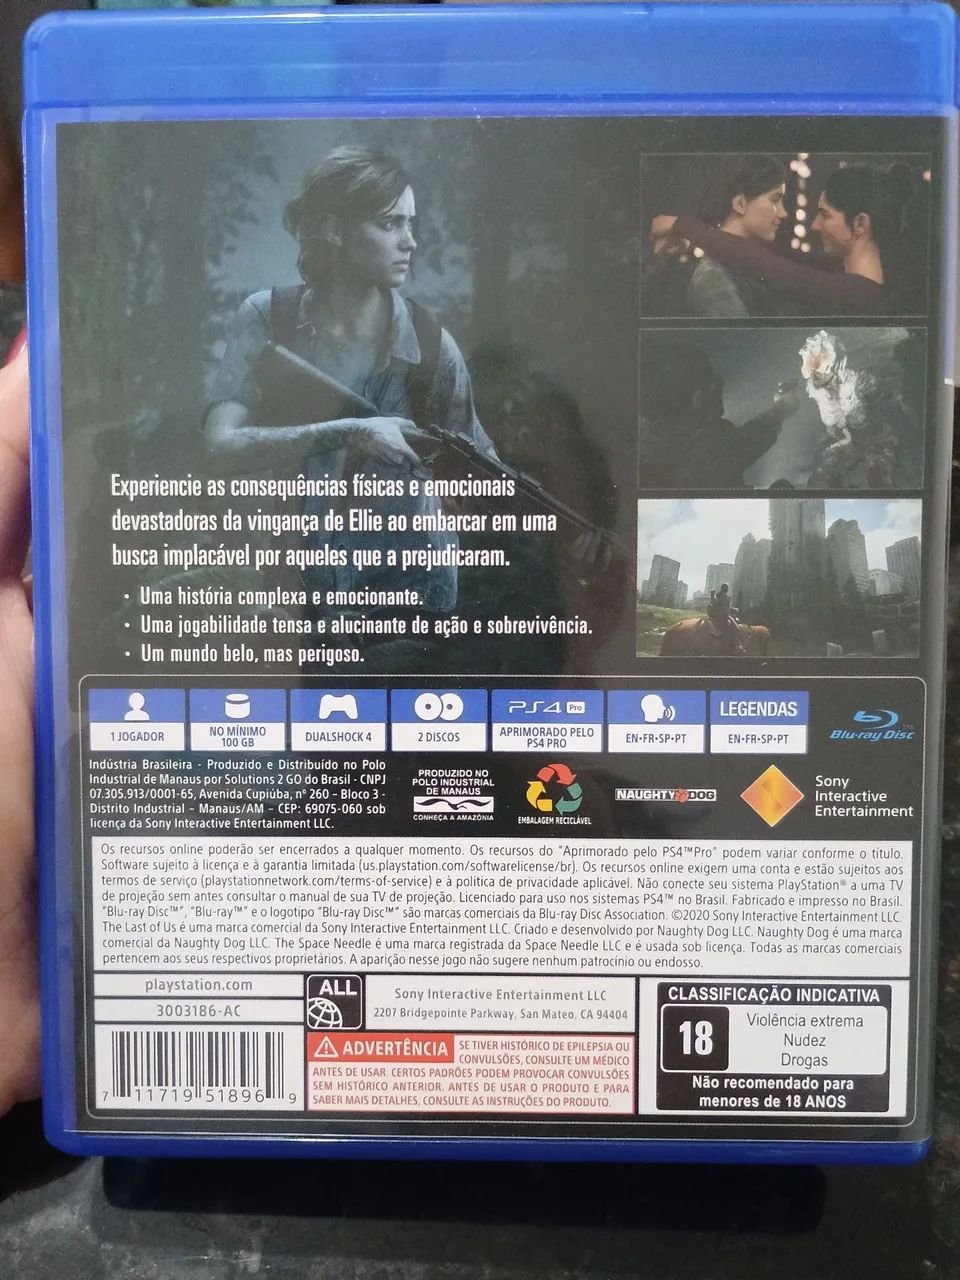 Experiencie as consequências físicas e emocionais
devastadoras da vingança de Ellie ao embarcar em uma
busca implacável por aqueles que a prejudicaram.
• Uma história complexa e emocionante.
• Uma jogabilidade tensa e alucinante de ação e sobrevivência.
• Um mundo belo, mas perigoso.
1 JOGADOR
NO MÍNIMO
100 GB
DUALSHOCK 4
2 DISCOS
PS4 Pro
APRIMORADO PELO
PS4 PRO
EN•FR•SP•PT
LEGENDAS
EN•FR•SP•PT
Blu-ray Disc™
Indústria Brasileira - Produzido e Distribuído no Polo
Industrial de Manaus por Solutions 2 GO do Brasil - CNPJ
07.305.913/0001-65, Avenida Cupiúba, nº 260 – Bloco 3 -
Distrito Industrial – Manaus/AM – CEP: 69075-060 sob
licença da Sony Interactive Entertainment LLC.
PRODUZIDO NO
POLO INDUSTRIAL
DE MANAUS
CONHEÇA A AMAZÔNIA
EMBALAGEM RECICLÁVEL
NAUGHTY DOG
Sony
Interactive
Entertainment
Os recursos online poderão ser encerrados a qualquer momento. Os recursos do "Aprimorado pelo PS4™Pro" podem variar conforme o título.
Software sujeito à licença e à garantia limitada (us.playstation.com/softwarelicense/br). Os recursos online exigem uma conta e estão sujeitos aos
termos de serviço (playstationnetwork.com/terms-of-service) e à política de privacidade aplicável. Não conecte seu sistema PlayStation® a uma TV
de projeção sem antes consultar o manual de sua TV de projeção. Licenciado para uso nos sistemas PS4™ no Brasil. Fabricado e impresso no Brasil.
"Blu-ray Disc™", "Blu-ray™" e o logotipo "Blu-ray Disc™" são marcas comerciais da Blu-ray Disc Association. ©2020 Sony Interactive Entertainment LLC.
The Last of Us é uma marca comercial da Sony Interactive Entertainment LLC. Criado e desenvolvido por Naughty Dog LLC. Naughty Dog é uma marca
comercial da Naughty Dog LLC. The Space Needle é uma marca registrada da Space Needle LLC e é usada sob licença. Todas as marcas comerciais
pertencem aos seus respectivos proprietários. A aparição nesse jogo não sugere nenhum patrocínio ou endosso.
playstation.com
3003186-AC
7 11719 51896 9
ALL
Sony Interactive Entertainment LLC
2207 Bridgepointe Parkway, San Mateo, CA 94404
ADVERTÊNCIA SE TIVER HISTÓRICO DE EPILEPSIA OU
CONVULSÕES, CONSULTE UM MÉDICO
ANTES DE USAR. CERTOS PADRÕES PODEM PROVOCAR CONVULSÕES
SEM HISTÓRICO ANTERIOR. ANTES DE USAR O PRODUTO E PARA
SABER MAIS DETALHES, CONSULTE AS INSTRUÇÕES DO PRODUTO.
CLASSIFICAÇÃO INDICATIVA
18
Violência extrema
Nudez
Drogas
Não recomendado para
menores de 18 ANOS